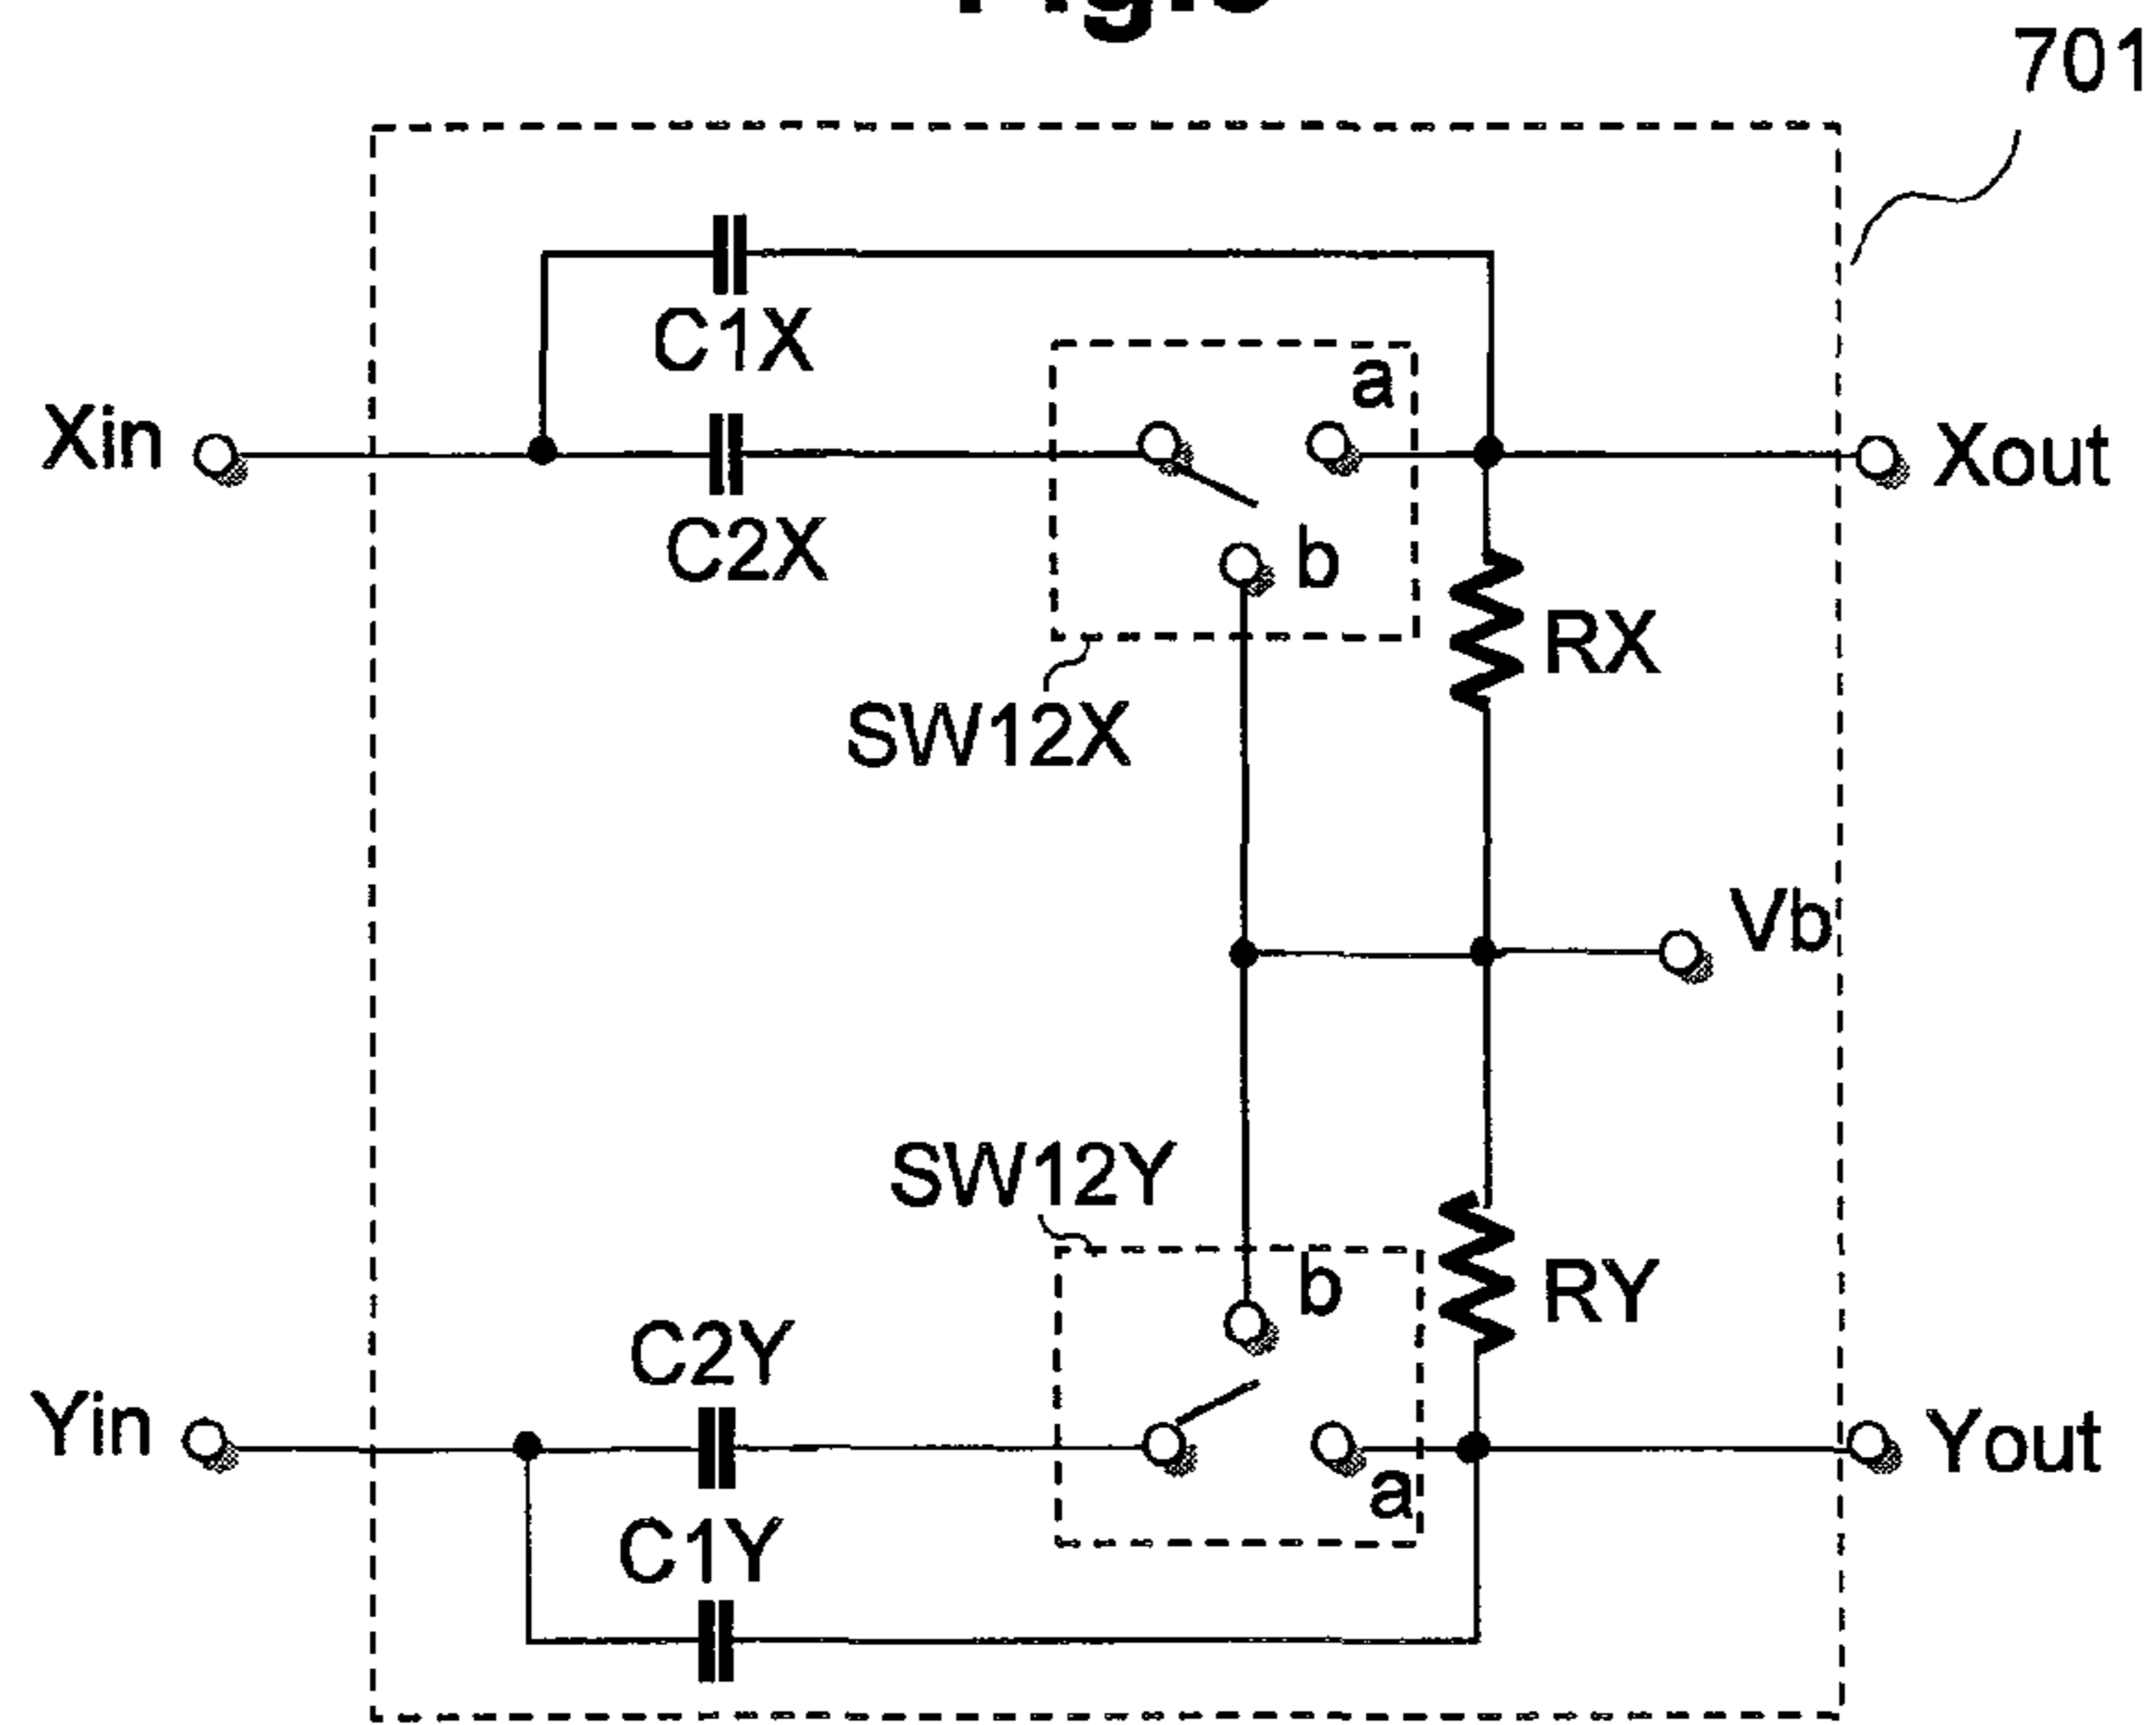 701
C1X
a
Xin
Xout
C2X
b
RX
SW12X
Vb
SW12Y
b
RY
C2Y
Yin
Yout
a
C1Y